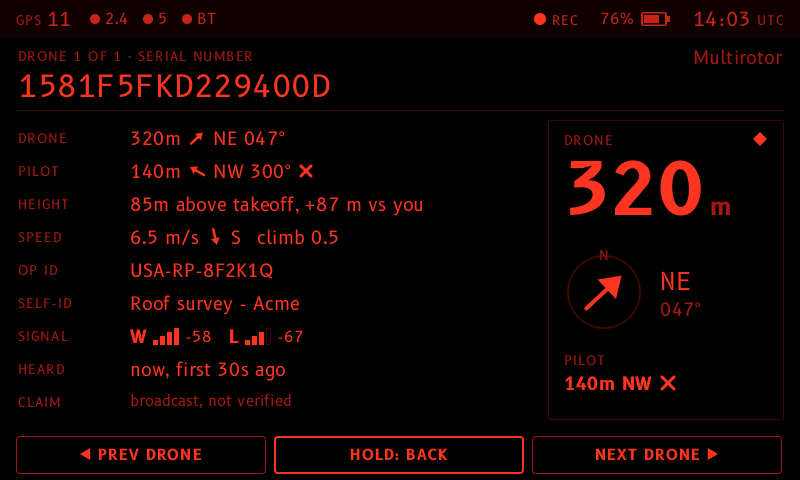 GPS 11 2.4 5 BT REC 76% 14:03 UTC
DRONE 1 OF 1 · SERIAL NUMBER
1581F5FKD229400D
Multirotor
DRONE 320m NE 047°
PILOT 140m NW 300°
HEIGHT 85m above takeoff, +87 m vs you
SPEED 6.5 m/s S climb 0.5
OP ID USA-RP-8F2K1Q
SELF-ID Roof survey - Acme
SIGNAL W -58 L -67
HEARD now, first 30s ago
CLAIM broadcast, not verified
DRONE
320 m
N
NE
047°
PILOT
140m NW
PREV DRONE
HOLD: BACK
NEXT DRONE